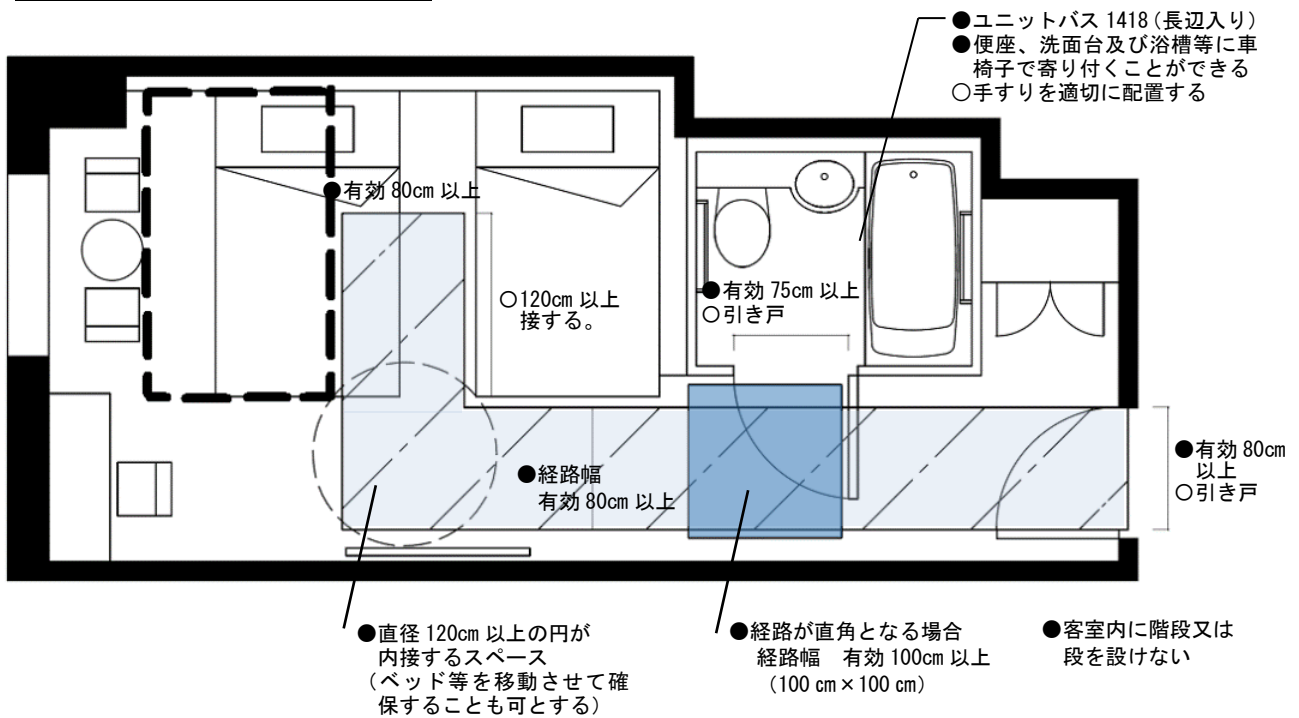 ●ユニットバス 1418(長辺入り)
●便座、洗面台及び浴槽等に車
椅子で寄り付くことができる
○手すりを適切に配置する
●有効 80cm 以上
○120cm 以上
接する。
●有効 75cm 以上
○引き戸
●経路幅
有効 80cm 以上
●有効 80cm
以上
○引き戸
●直径 120cm 以上の円が
内接するスペース
(ベッド等を移動させて確
保することも可とする)
●経路が直角となる場合
経路幅　有効 100cm 以上
(100 cm×100 cm)
●客室内に階段又は
段を設けない